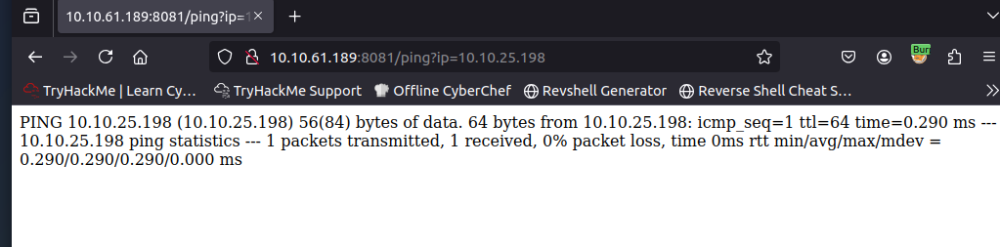 10.10.61.189:8081/ping?ip=1
10.10.61.189:8081/ping?ip=10.10.25.198
Bur
TryHackMe | Learn Cy… TryHackMe Support Offline CyberChef Revshell Generator Reverse Shell Cheat S…
PING 10.10.25.198 (10.10.25.198) 56(84) bytes of data. 64 bytes from 10.10.25.198: icmp_seq=1 ttl=64 time=0.290 ms ---
10.10.25.198 ping statistics --- 1 packets transmitted, 1 received, 0% packet loss, time 0ms rtt min/avg/max/mdev =
0.290/0.290/0.290/0.000 ms